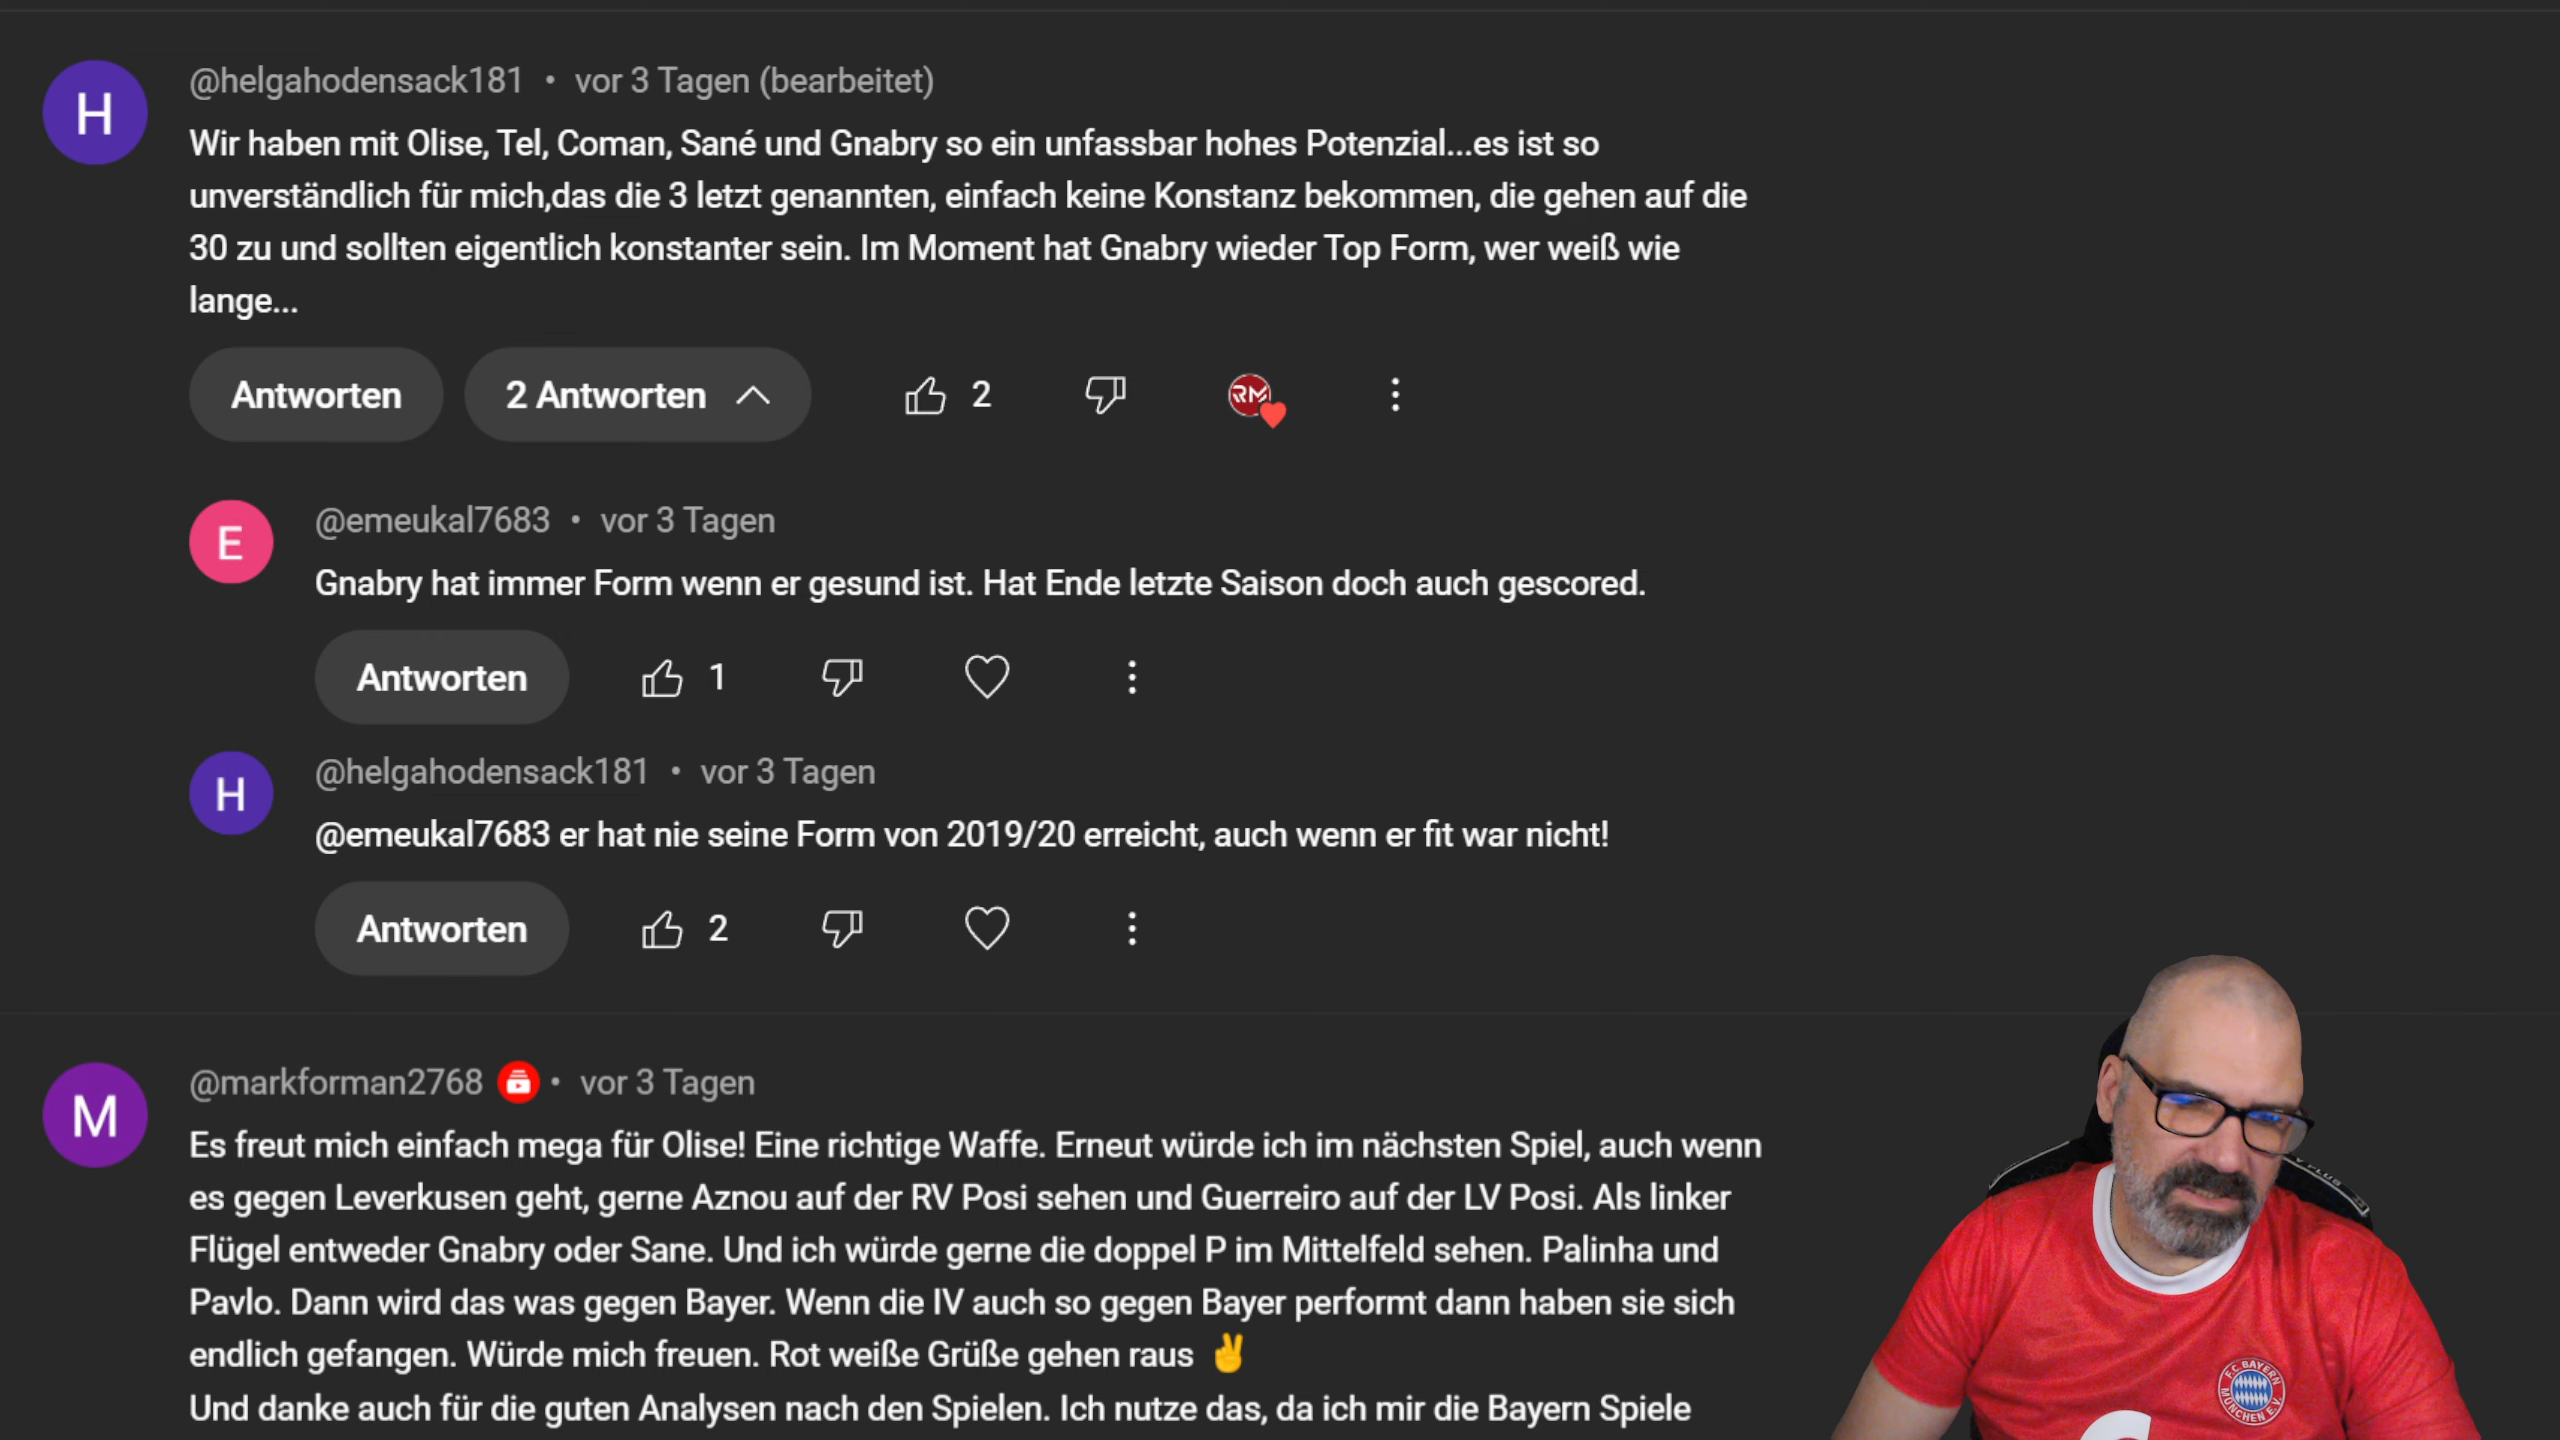 H
@helgahodensack181 • vor 3 Tagen (bearbeitet)
Wir haben mit Olise, Tel, Coman, Sané und Gnabry so ein unfassbar hohes Potenzial...es ist so
unverständlich für mich,das die 3 letzt genannten, einfach keine Konstanz bekommen, die gehen auf die
30 zu und sollten eigentlich konstanter sein. Im Moment hat Gnabry wieder Top Form, wer weiß wie
lange...
Antworten 2 Antworten 2 RM
E
@emeukal7683 • vor 3 Tagen
Gnabry hat immer Form wenn er gesund ist. Hat Ende letzte Saison doch auch gescored.
Antworten 1
H
@helgahodensack181 • vor 3 Tagen
@emeukal7683 er hat nie seine Form von 2019/20 erreicht, auch wenn er fit war nicht!
Antworten 2
M
@markforman2768 • vor 3 Tagen
Es freut mich einfach mega für Olise! Eine richtige Waffe. Erneut würde ich im nächsten Spiel, auch wenn
es gegen Leverkusen geht, gerne Aznou auf der RV Posi sehen und Guerreiro auf der LV Posi. Als linker
Flügel entweder Gnabry oder Sane. Und ich würde gerne die doppel P im Mittelfeld sehen. Palinha und
Pavlo. Dann wird das was gegen Bayer. Wenn die IV auch so gegen Bayer performt dann haben sie sich
endlich gefangen. Würde mich freuen. Rot weiße Grüße gehen raus ✌
Und danke auch für die guten Analysen nach den Spielen. Ich nutze das, da ich mir die Bayern Spiele
F.C. BAYERN
MÜNCHEN E.V.